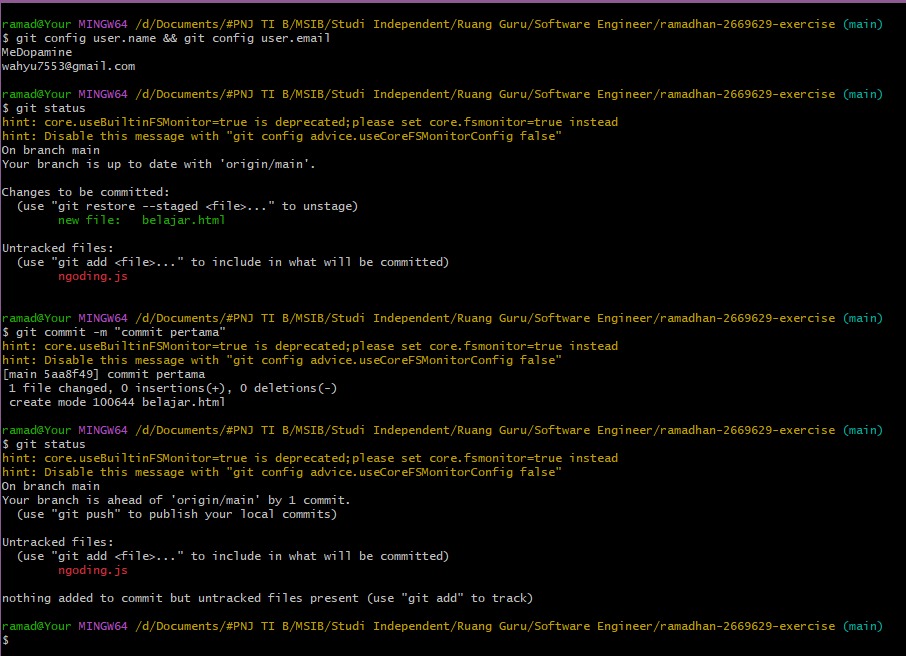 ramad@Your MINGW64 /d/Documents/#PNJ TI B/MSIB/Studi Independent/Ruang Guru/Software Engineer/ramadhan-2669629-exercise (main)
$ git config user.name && git config user.email
MeDopamine
wahyu7553@gmail.com
ramad@Your MINGW64 /d/Documents/#PNJ TI B/MSIB/Studi Independent/Ruang Guru/Software Engineer/ramadhan-2669629-exercise (main)
$ git status
hint: core.useBuiltinFSMonitor=true is deprecated;please set core.fsmonitor=true instead
hint: Disable this message with "git config advice.useCoreFSMonitorConfig false"
On branch main
Your branch is up to date with 'origin/main'.
Changes to be committed:
  (use "git restore --staged <file>..." to unstage)
        new file:   belajar.html
Untracked files:
  (use "git add <file>..." to include in what will be committed)
        ngoding.js
ramad@Your MINGW64 /d/Documents/#PNJ TI B/MSIB/Studi Independent/Ruang Guru/Software Engineer/ramadhan-2669629-exercise (main)
$ git commit -m "commit pertama"
hint: core.useBuiltinFSMonitor=true is deprecated;please set core.fsmonitor=true instead
hint: Disable this message with "git config advice.useCoreFSMonitorConfig false"
[main 5aa8f49] commit pertama
 1 file changed, 0 insertions(+), 0 deletions(-)
 create mode 100644 belajar.html
ramad@Your MINGW64 /d/Documents/#PNJ TI B/MSIB/Studi Independent/Ruang Guru/Software Engineer/ramadhan-2669629-exercise (main)
$ git status
hint: core.useBuiltinFSMonitor=true is deprecated;please set core.fsmonitor=true instead
hint: Disable this message with "git config advice.useCoreFSMonitorConfig false"
On branch main
Your branch is ahead of 'origin/main' by 1 commit.
  (use "git push" to publish your local commits)
Untracked files:
  (use "git add <file>..." to include in what will be committed)
        ngoding.js
nothing added to commit but untracked files present (use "git add" to track)
ramad@Your MINGW64 /d/Documents/#PNJ TI B/MSIB/Studi Independent/Ruang Guru/Software Engineer/ramadhan-2669629-exercise (main)
$